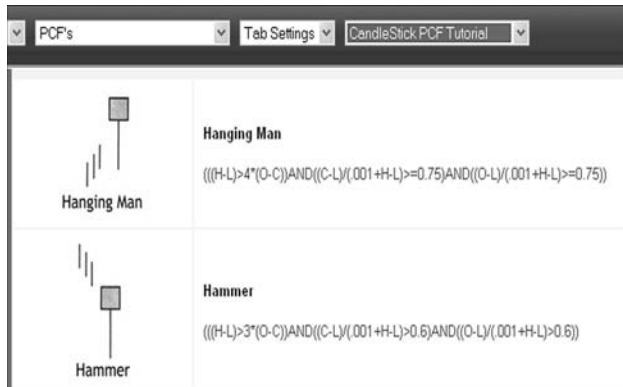 PCF's Tab Settings CandleStick PCF Tutorial
Hanging Man
(((H-L)>4*(O-C))AND((C-L)/(.001+H-L)>=0.75)AND((O-L)/(.001+H-L)>=0.75))
Hanging Man
Hammer
(((H-L)>3*(O-C))AND((C-L)/(.001+H-L)>0.6)AND((O-L)/(.001+H-L)>0.6))
Hammer